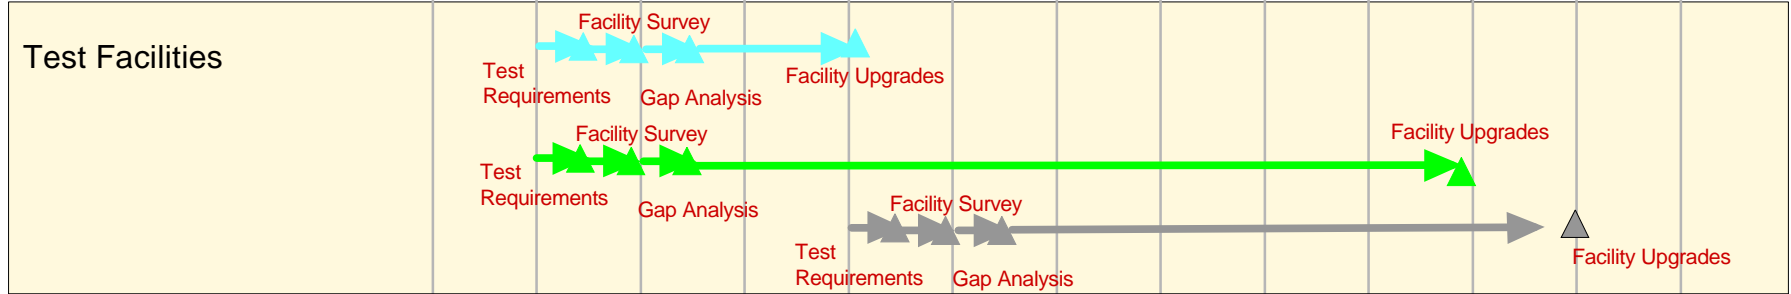 Test Facilities
Facility Survey
Test
Requirements
Gap Analysis
Facility Upgrades
Facility Survey
Test
Requirements
Gap Analysis
Facility Upgrades
Facility Survey
Test
Requirements
Gap Analysis
Facility Upgrades